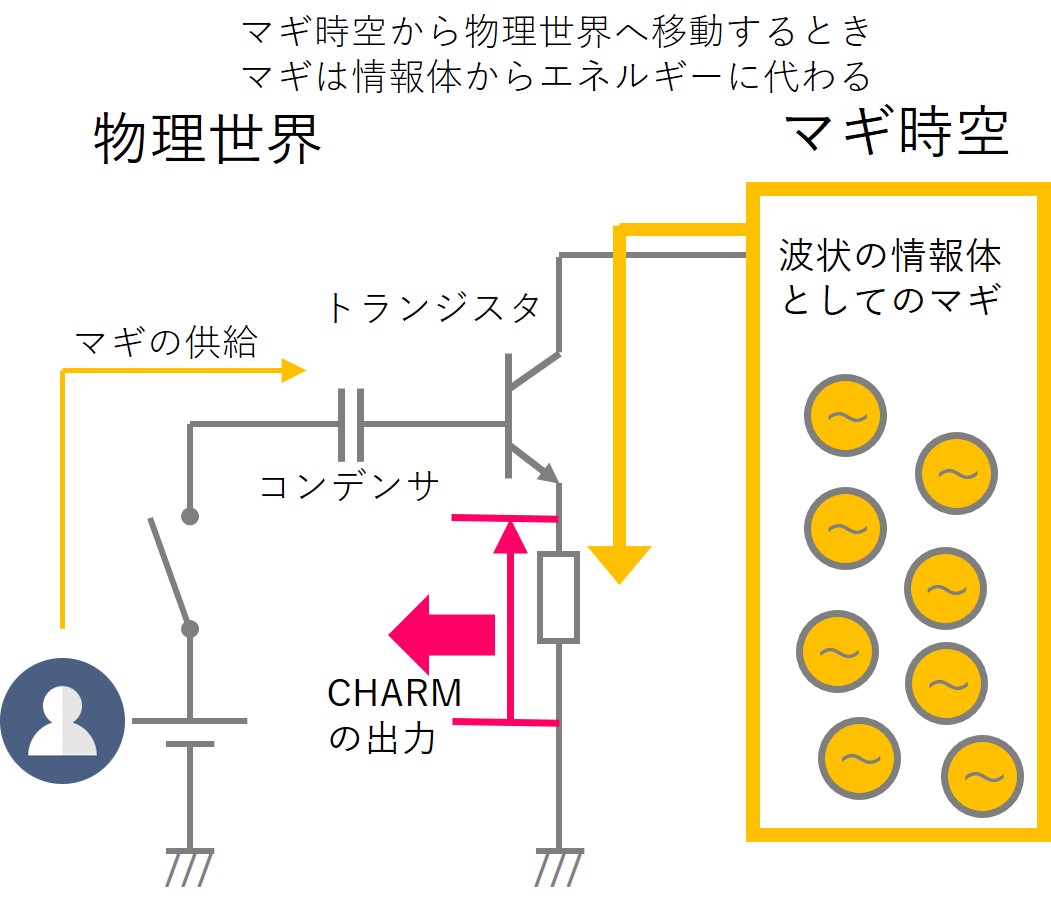 マギ時空から物理世界へ移動するとき
マギは情報体からエネルギーに代わる
物理世界
マギ時空
波状の情報体
としてのマギ
トランジスタ
マギの供給
コンデンサ
CHARM
の出力
～
～
～
～
～
～
～
～